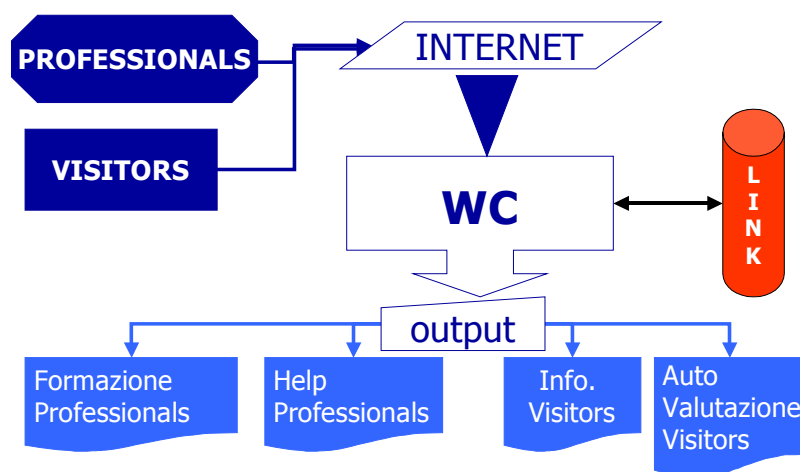 PROFESSIONALS
INTERNET
VISITORS
WC
L
I
N
K
output
Formazione
Professionals
Help
Professionals
Info.
Visitors
Auto
Valutazione
Visitors